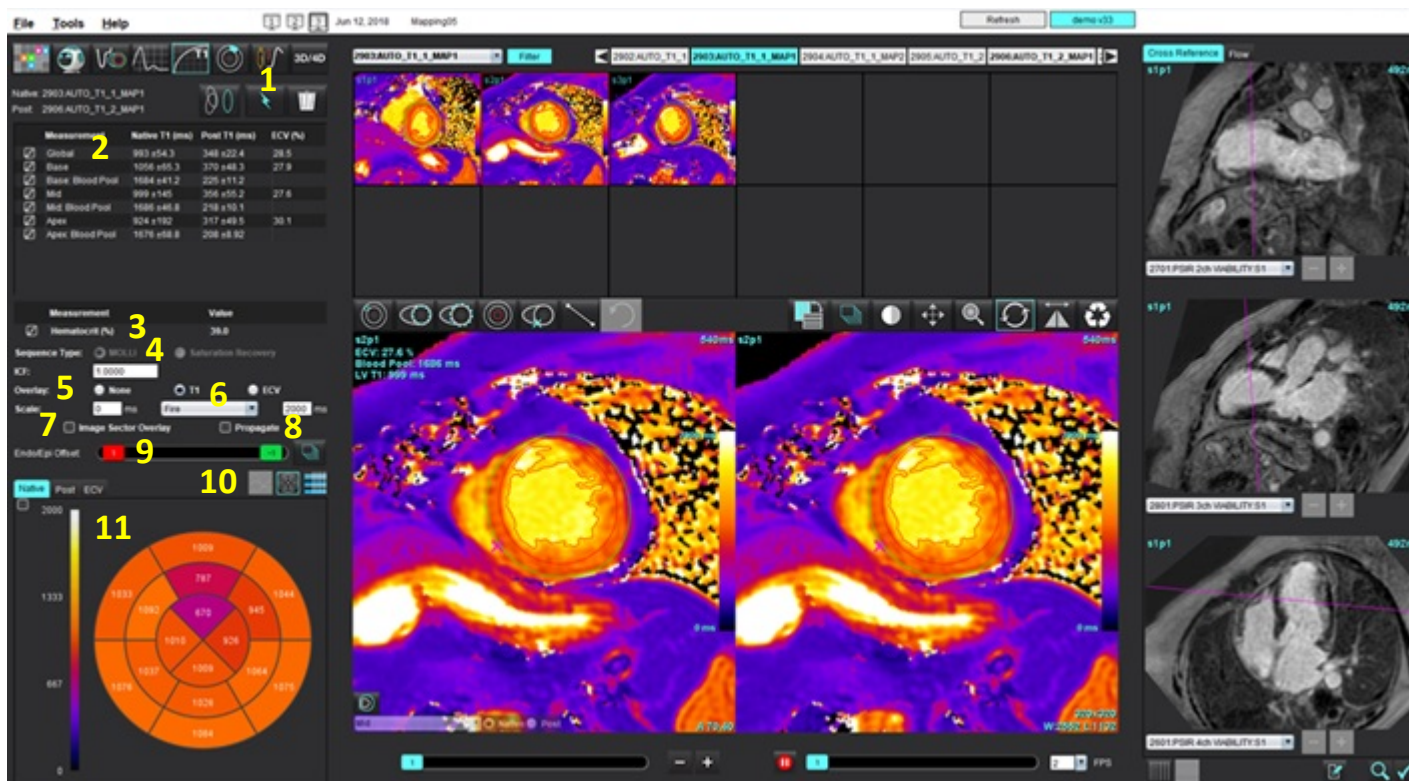 File Tools Help
Jun 12, 2018 Mapping05
Refresh
demo v33
3D/4D
1
Native: 2903:AUTO_T1_1_MAP1
Post: 2906:AUTO_T1_2_MAP1
2
Measurement Native T1 (ms) Post T1 (ms) ECV (%)
Global 993 ±54.3 348 ±22.4 28.5
Base 1056 ±65.3 370 ±48.3 27.9
Base: Blood Pool 1684 ±41.2 225 ±11.2
Mid 999 ±145 356 ±55.2 27.6
Mid: Blood Pool 1686 ±46.8 218 ±10.1
Apex 924 ±192 317 ±49.5 30.1
Apex: Blood Pool 1676 ±68.8 208 ±8.92
Measurement Value
3
Hematocrit (%) 39.0
4
Sequence Type: MOLLI Saturation Recovery
ICF: 1.0000
5
Overlay: None T1 ECV
6
Scale: 0 ms Fire 2000 ms
7
Image Sector Overlay Propagate
8
Endo/Epi Offset
9
10
Native Post ECV
11
2000
1333
667
0
1009
1033
1044
787
1092
945
670
1010
926
1009
1037
1064
1076
1075
1026
1084
2903:AUTO_T1_1_MAP1
Filter
2902:AUTO_T1_1
2903:AUTO_T1_1_MAP1
2904:AUTO_T1_1_MAP2
2905:AUTO_T1_2
2906:AUTO_T1_2_MAP1
s1p1
s2p1
s3p1
s2p1
ECV: 27.6 %
Blood Pool: 1686 ms
LV T1: 999 ms
540ms
0 ms
Mid Native Post
s2p1
540ms
0 ms
2 FPS
Cross Reference Flow
s1p1
2701:PSIR 2ch VIABILITY:S1
s1p1
2801:PSIR 3ch VIABILITY:S1
s1p1
2601:PSIR 4ch VIABILITY:S1